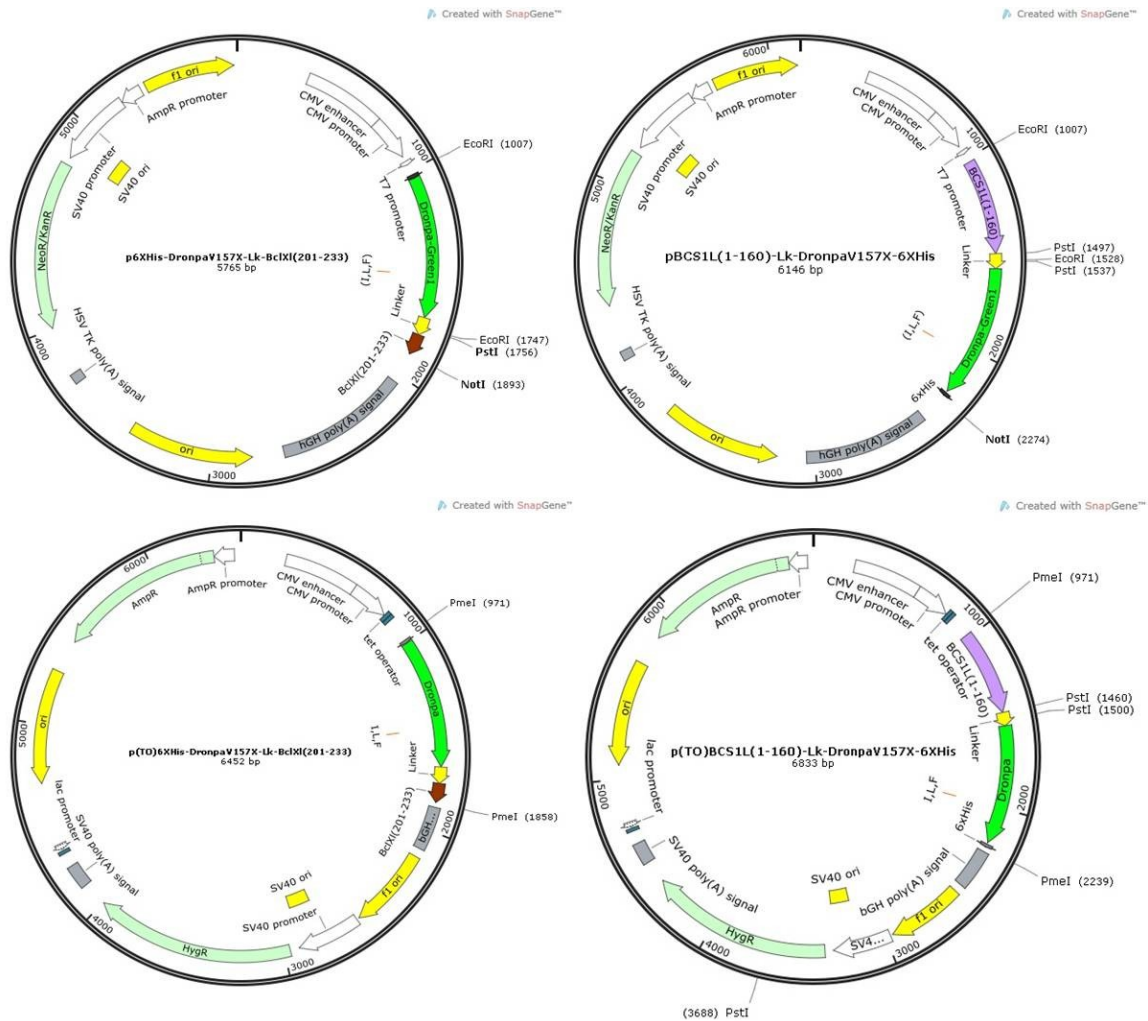 Created with SnapGene™
f1 ori
AmpR promoter
CMV enhancer
CMV promoter
1000
EcoRI (1007)
T7 promoter
Dronpa-Green1
(I,L,F)
Linker
EcoRI (1747)
PstI (1756)
BclXl(201-233)
2000
NotI (1893)
hGH poly(A) signal
3000
ori
HSV TK poly(A) signal
4000
NeoR/KanR
SV40 ori
SV40 promoter
5000
p6XHis-DronpaV157X-Lk-BclXl(201-233)
5765 bp
Created with SnapGene™
6000
f1 ori
AmpR promoter
CMV enhancer
CMV promoter
1000
EcoRI (1007)
T7 promoter
BCS1L(1-160)
Linker
PstI (1497)
EcoRI (1528)
PstI (1537)
Dronpa-Green1
2000
(I,L,F)
6xHis
NotI (2274)
hGH poly(A) signal
3000
ori
HSV TK poly(A) signal
4000
NeoR/KanR
5000
SV40 ori
SV40 promoter
pBCS1L(1-160)-Lk-DronpaV157X-6XHis
6146 bp
Created with SnapGene™
6000
AmpR
AmpR promoter
CMV enhancer
CMV promoter
1000
PmeI (971)
tet operator
Dronpa
I,L,F
Linker
BclXl(201-233)
PmeI (1858)
2000
bGH...
f1 ori
SV40 ori
SV40 promoter
3000
HygR
4000
SV40 poly(A) signal
lac promoter
5000
ori
p(TO)6XHis-DronpaV157X-Lk-BclXl(201-233)
6452 bp
Created with SnapGene™
6000
AmpR
AmpR promoter
CMV enhancer
CMV promoter
1000
PmeI (971)
tet operator
BCS1L(1-160)
PstI (1460)
PstI (1500)
Linker
Dronpa
2000
I,L,F
6xHis
PmeI (2239)
bGH poly(A) signal
f1 ori
3000
SV4...
SV40 ori
HygR
(3688) PstI
4000
SV40 poly(A) signal
lac promoter
5000
ori
p(TO)BCS1L(1-160)-Lk-DronpaV157X-6XHis
6833 bp